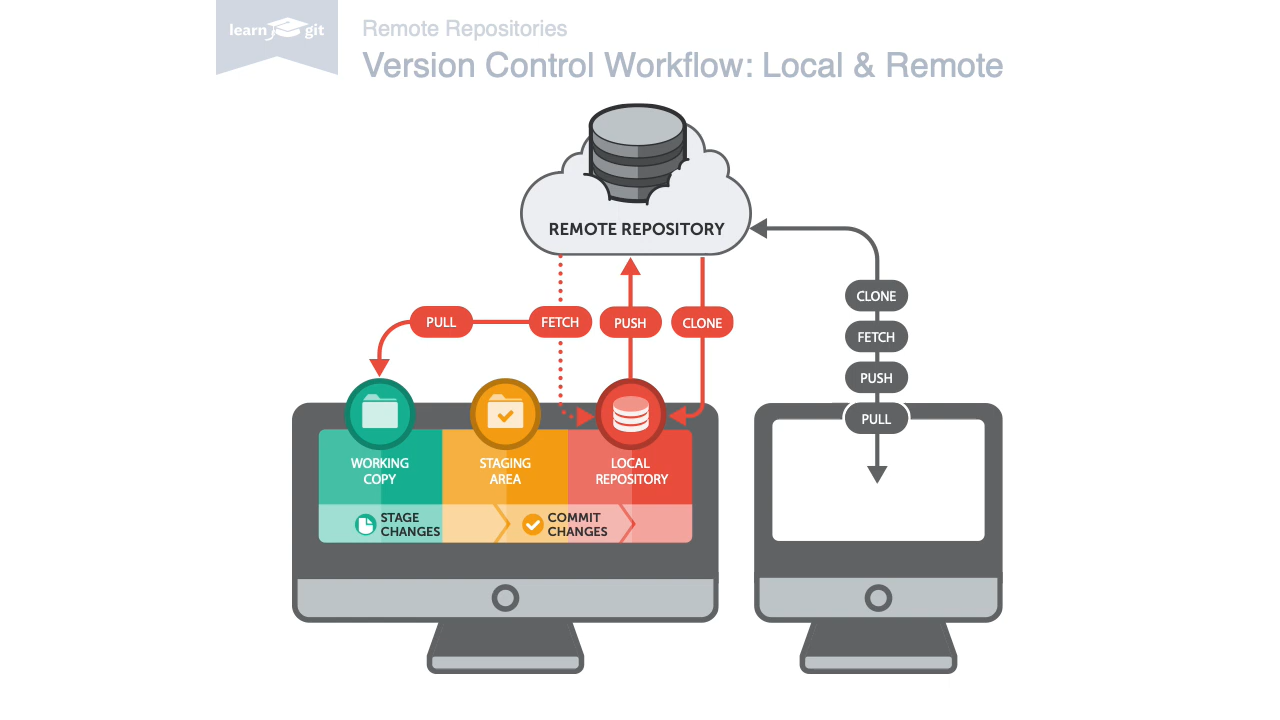 learn git
Remote Repositories
Version Control Workflow: Local & Remote
REMOTE REPOSITORY
PULL
FETCH
PUSH
CLONE
WORKING
COPY
STAGING
AREA
LOCAL
REPOSITORY
STAGE
CHANGES
COMMIT
CHANGES
CLONE
FETCH
PUSH
PULL